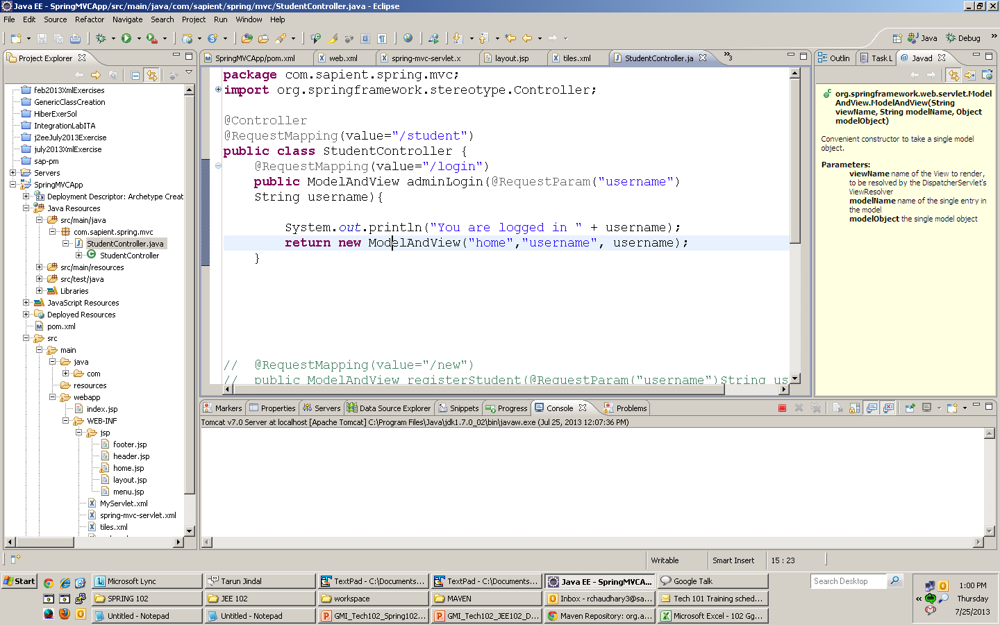 Java EE - SpringMVCApp/src/main/java/com/sapient/spring/mvc/StudentController.java - Eclipse
File Edit Source Refactor Navigate Search Project Run Window Help
Java Debug
Project Explorer
SpringMVCApp/pom.xml web.xml spring-mvc-servlet.x layout.jsp tiles.xml StudentController.ja »3
Outlin Task L @ Javad
feb2013XmlExercises
GenericClassCreation
HiberExerSol
IntegrationLabITA
j2eeJuly2013Exercise
july2013XmlExercise
sap-pm
Servers
SpringMVCApp
Deployment Descriptor: Archetype Creat
Java Resources
src/main/java
com.sapient.spring.mvc
StudentController.java
StudentController
src/main/resources
src/test/java
Libraries
JavaScript Resources
Deployed Resources
pom.xml
src
main
java
com
resources
webapp
index.jsp
WEB-INF
jsp
footer.jsp
header.jsp
home.jsp
layout.jsp
menu.jsp
MyServlet.xml
spring-mvc-servlet.xml
tiles.xml
package com.sapient.spring.mvc;
import org.springframework.stereotype.Controller;
@Controller
@RequestMapping(value="/student")
public class StudentController {
@RequestMapping(value="/login")
public ModelAndView adminLogin(@RequestParam("username")
String username){
System.out.println("You are logged in " + username);
return new ModelAndView("home","username", username);
}
// @RequestMapping(value="/new")
// public ModelAndView registerStudent(@RequestParam("username")String us
org.springframework.web.servlet.Model
AndView.ModelAndView(String
viewName, String modelName, Object
modelObject)
Convenient constructor to take a single model
object.
Parameters:
viewName name of the View to render,
to be resolved by the DispatcherServlet's
ViewResolver
modelName name of the single entry in
the model
modelObject the single model object
Markers Properties Servers Data Source Explorer Snippets Progress Console Problems
Tomcat v7.0 Server at localhost [Apache Tomcat] C:\Program Files\Java\jdk1.7.0_02\bin\javaw.exe (Jul 25, 2013 12:07:36 PM)
Writable Smart Insert 15 : 23
Start Microsoft Lync Tarun Jindal TextPad - C:\Documents... TextPad - C:\Documents... Java EE - SpringMVCA... Google Talk Search Desktop
SPRING 102 JEE 102 workspace MAVEN Inbox - rchaudhary3@sa... Tech 101 Training sched...
Untitled - Notepad Untitled - Notepad GMI_Tech102_Spring102... GMI_Tech102_JEE102_D... Maven Repository: org.a... Microsoft Excel - 102 Gg...
1:00 PM
Thursday
7/25/2013